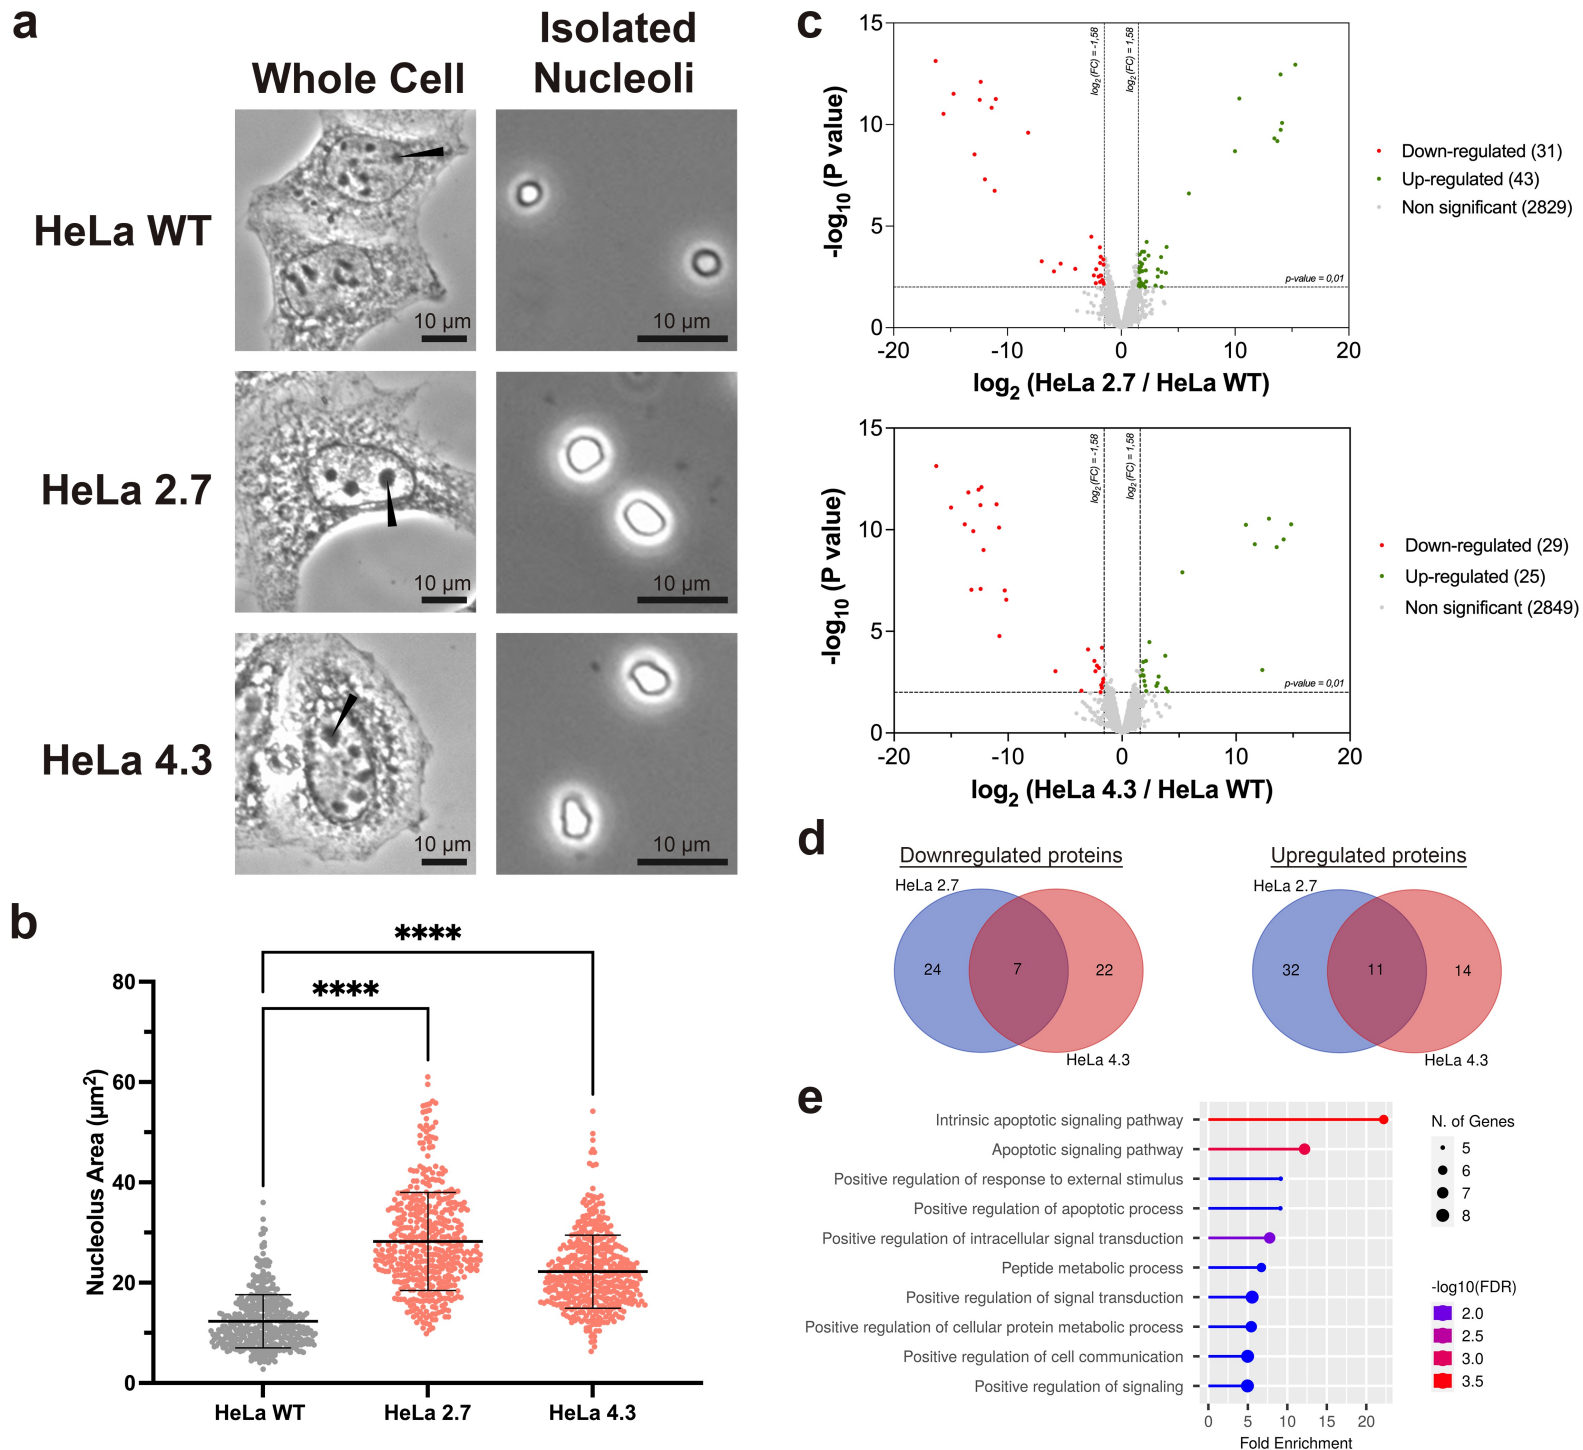 a
Whole Cell
Isolated
Nucleoli
HeLa WT
10 µm
10 µm
HeLa 2.7
10 µm
10 µm
HeLa 4.3
10 µm
10 µm
b
****
****
Nucleolus Area (µm2)
80
60
40
20
0
HeLa WT
HeLa 2.7
HeLa 4.3
c
-log10 (P value)
15
10
5
0
log2(FC) = -1,58
log2(FC) = 1,58
p-value = 0,01
-20
-10
0
10
20
log2 (HeLa 2.7 / HeLa WT)
Down-regulated (31)
Up-regulated (43)
Non significant (2829)
-log10 (P value)
15
10
5
0
log2(FC) = -1,58
log2(FC) = 1,58
p-value = 0,01
-20
-10
0
10
20
log2 (HeLa 4.3 / HeLa WT)
Down-regulated (29)
Up-regulated (25)
Non significant (2849)
d
Downregulated proteins
HeLa 2.7
24
7
22
HeLa 4.3
Upregulated proteins
HeLa 2.7
32
11
14
HeLa 4.3
e
Intrinsic apoptotic signaling pathway
Apoptotic signaling pathway
Positive regulation of response to external stimulus
Positive regulation of apoptotic process
Positive regulation of intracellular signal transduction
Peptide metabolic process
Positive regulation of signal transduction
Positive regulation of cellular protein metabolic process
Positive regulation of cell communication
Positive regulation of signaling
0
5
10
15
20
Fold Enrichment
N. of Genes
5
6
7
8
-log10(FDR)
2.0
2.5
3.0
3.5